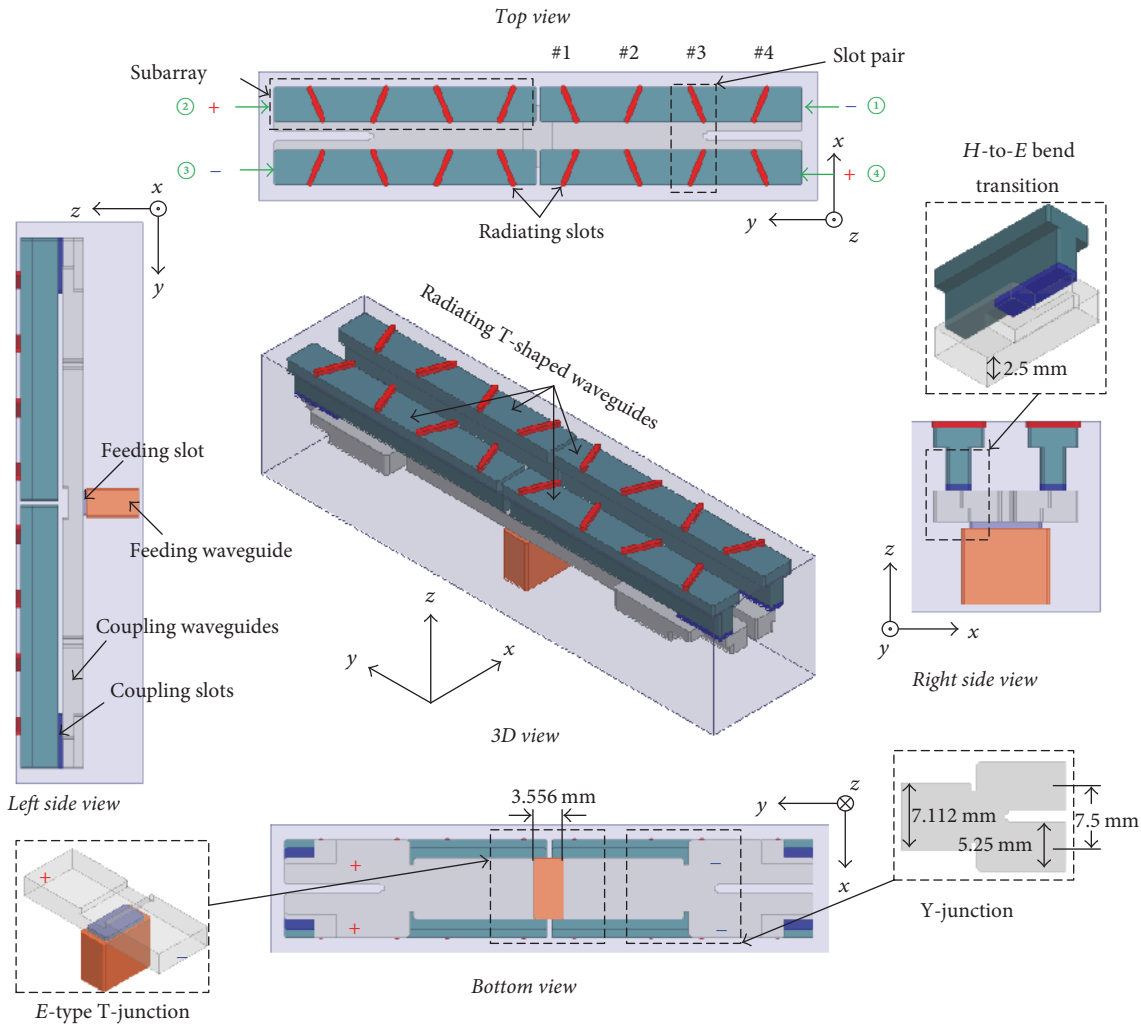 Top view
#1 #2 #3 #4
Slot pair
Subarray
② +
− ①
③ −
+ ④
x
y
z
Radiating slots
H-to-E bend
transition
2.5 mm
x
z
y
Radiating T-shaped
waveguides
Feeding slot
Feeding waveguide
Coupling waveguides
Coupling slots
Left side view
z
y
x
3D view
z
y
x
Right side view
3.556 mm
y
z
x
+
−
+
−
Bottom view
7.112 mm
5.25 mm
7.5 mm
Y-junction
+
−
E-type T-junction